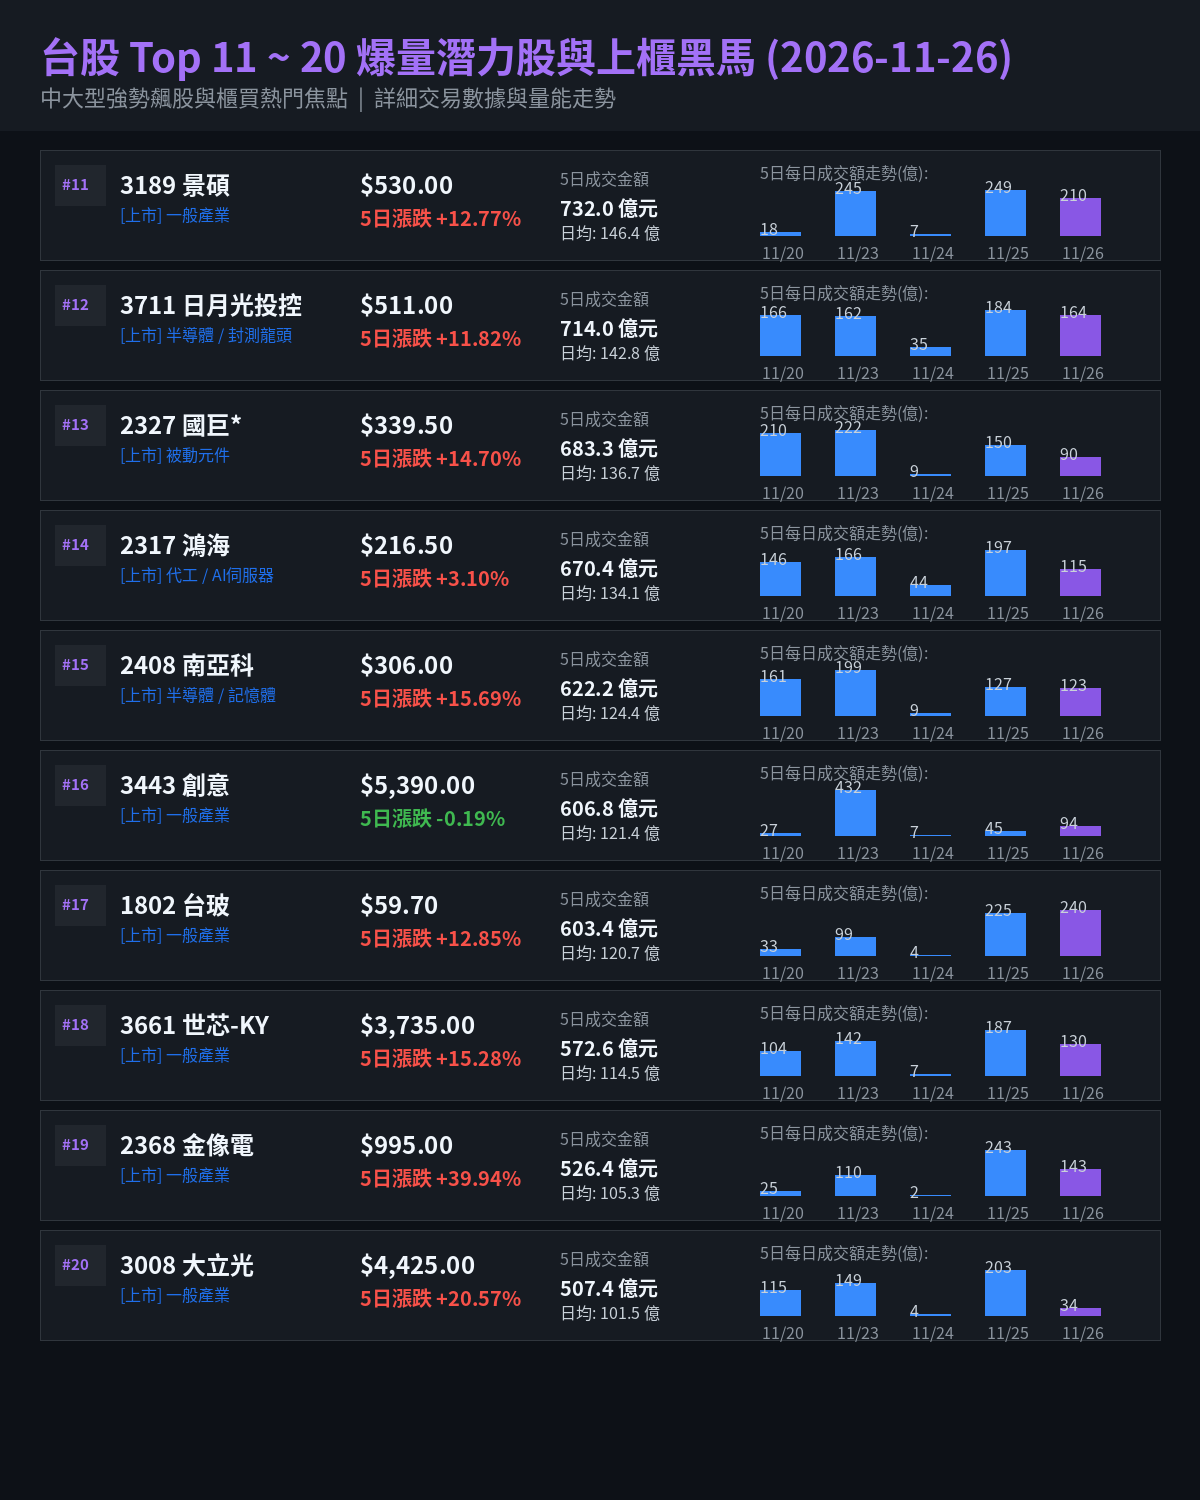 台股 Top 11 ~ 20 爆量潛力股與上櫃黑馬 (2026-11-26)
中大型強勢飆股與櫃買熱門焦點 | 詳細交易數據與量能走勢
#11
3189 景碩
[上市] 一般產業
$530.00
5日漲跌 +12.77%
5日成交金額
732.0 億元
日均: 146.4 億
5日每日成交額走勢(億):
18 245 7 249 210
11/20 11/23 11/24 11/25 11/26
#12
3711 日月光投控
[上市] 半導體 / 封測龍頭
$511.00
5日漲跌 +11.82%
5日成交金額
714.0 億元
日均: 142.8 億
5日每日成交額走勢(億):
166 162 35 184 164
11/20 11/23 11/24 11/25 11/26
#13
2327 國巨*
[上市] 被動元件
$339.50
5日漲跌 +14.70%
5日成交金額
683.3 億元
日均: 136.7 億
5日每日成交額走勢(億):
210 222 9 150 90
11/20 11/23 11/24 11/25 11/26
#14
2317 鴻海
[上市] 代工 / AI伺服器
$216.50
5日漲跌 +3.10%
5日成交金額
670.4 億元
日均: 134.1 億
5日每日成交額走勢(億):
146 166 44 197 115
11/20 11/23 11/24 11/25 11/26
#15
2408 南亞科
[上市] 半導體 / 記憶體
$306.00
5日漲跌 +15.69%
5日成交金額
622.2 億元
日均: 124.4 億
5日每日成交額走勢(億):
161 199 9 127 123
11/20 11/23 11/24 11/25 11/26
#16
3443 創意
[上市] 一般產業
$5,390.00
5日漲跌 -0.19%
5日成交金額
606.8 億元
日均: 121.4 億
5日每日成交額走勢(億):
27 432 7 45 94
11/20 11/23 11/24 11/25 11/26
#17
1802 台玻
[上市] 一般產業
$59.70
5日漲跌 +12.85%
5日成交金額
603.4 億元
日均: 120.7 億
5日每日成交額走勢(億):
33 99 4 225 240
11/20 11/23 11/24 11/25 11/26
#18
3661 世芯-KY
[上市] 一般產業
$3,735.00
5日漲跌 +15.28%
5日成交金額
572.6 億元
日均: 114.5 億
5日每日成交額走勢(億):
104 142 7 187 130
11/20 11/23 11/24 11/25 11/26
#19
2368 金像電
[上市] 一般產業
$995.00
5日漲跌 +39.94%
5日成交金額
526.4 億元
日均: 105.3 億
5日每日成交額走勢(億):
25 110 2 243 143
11/20 11/23 11/24 11/25 11/26
#20
3008 大立光
[上市] 一般產業
$4,425.00
5日漲跌 +20.57%
5日成交金額
507.4 億元
日均: 101.5 億
5日每日成交額走勢(億):
115 149 4 203 34
11/20 11/23 11/24 11/25 11/26